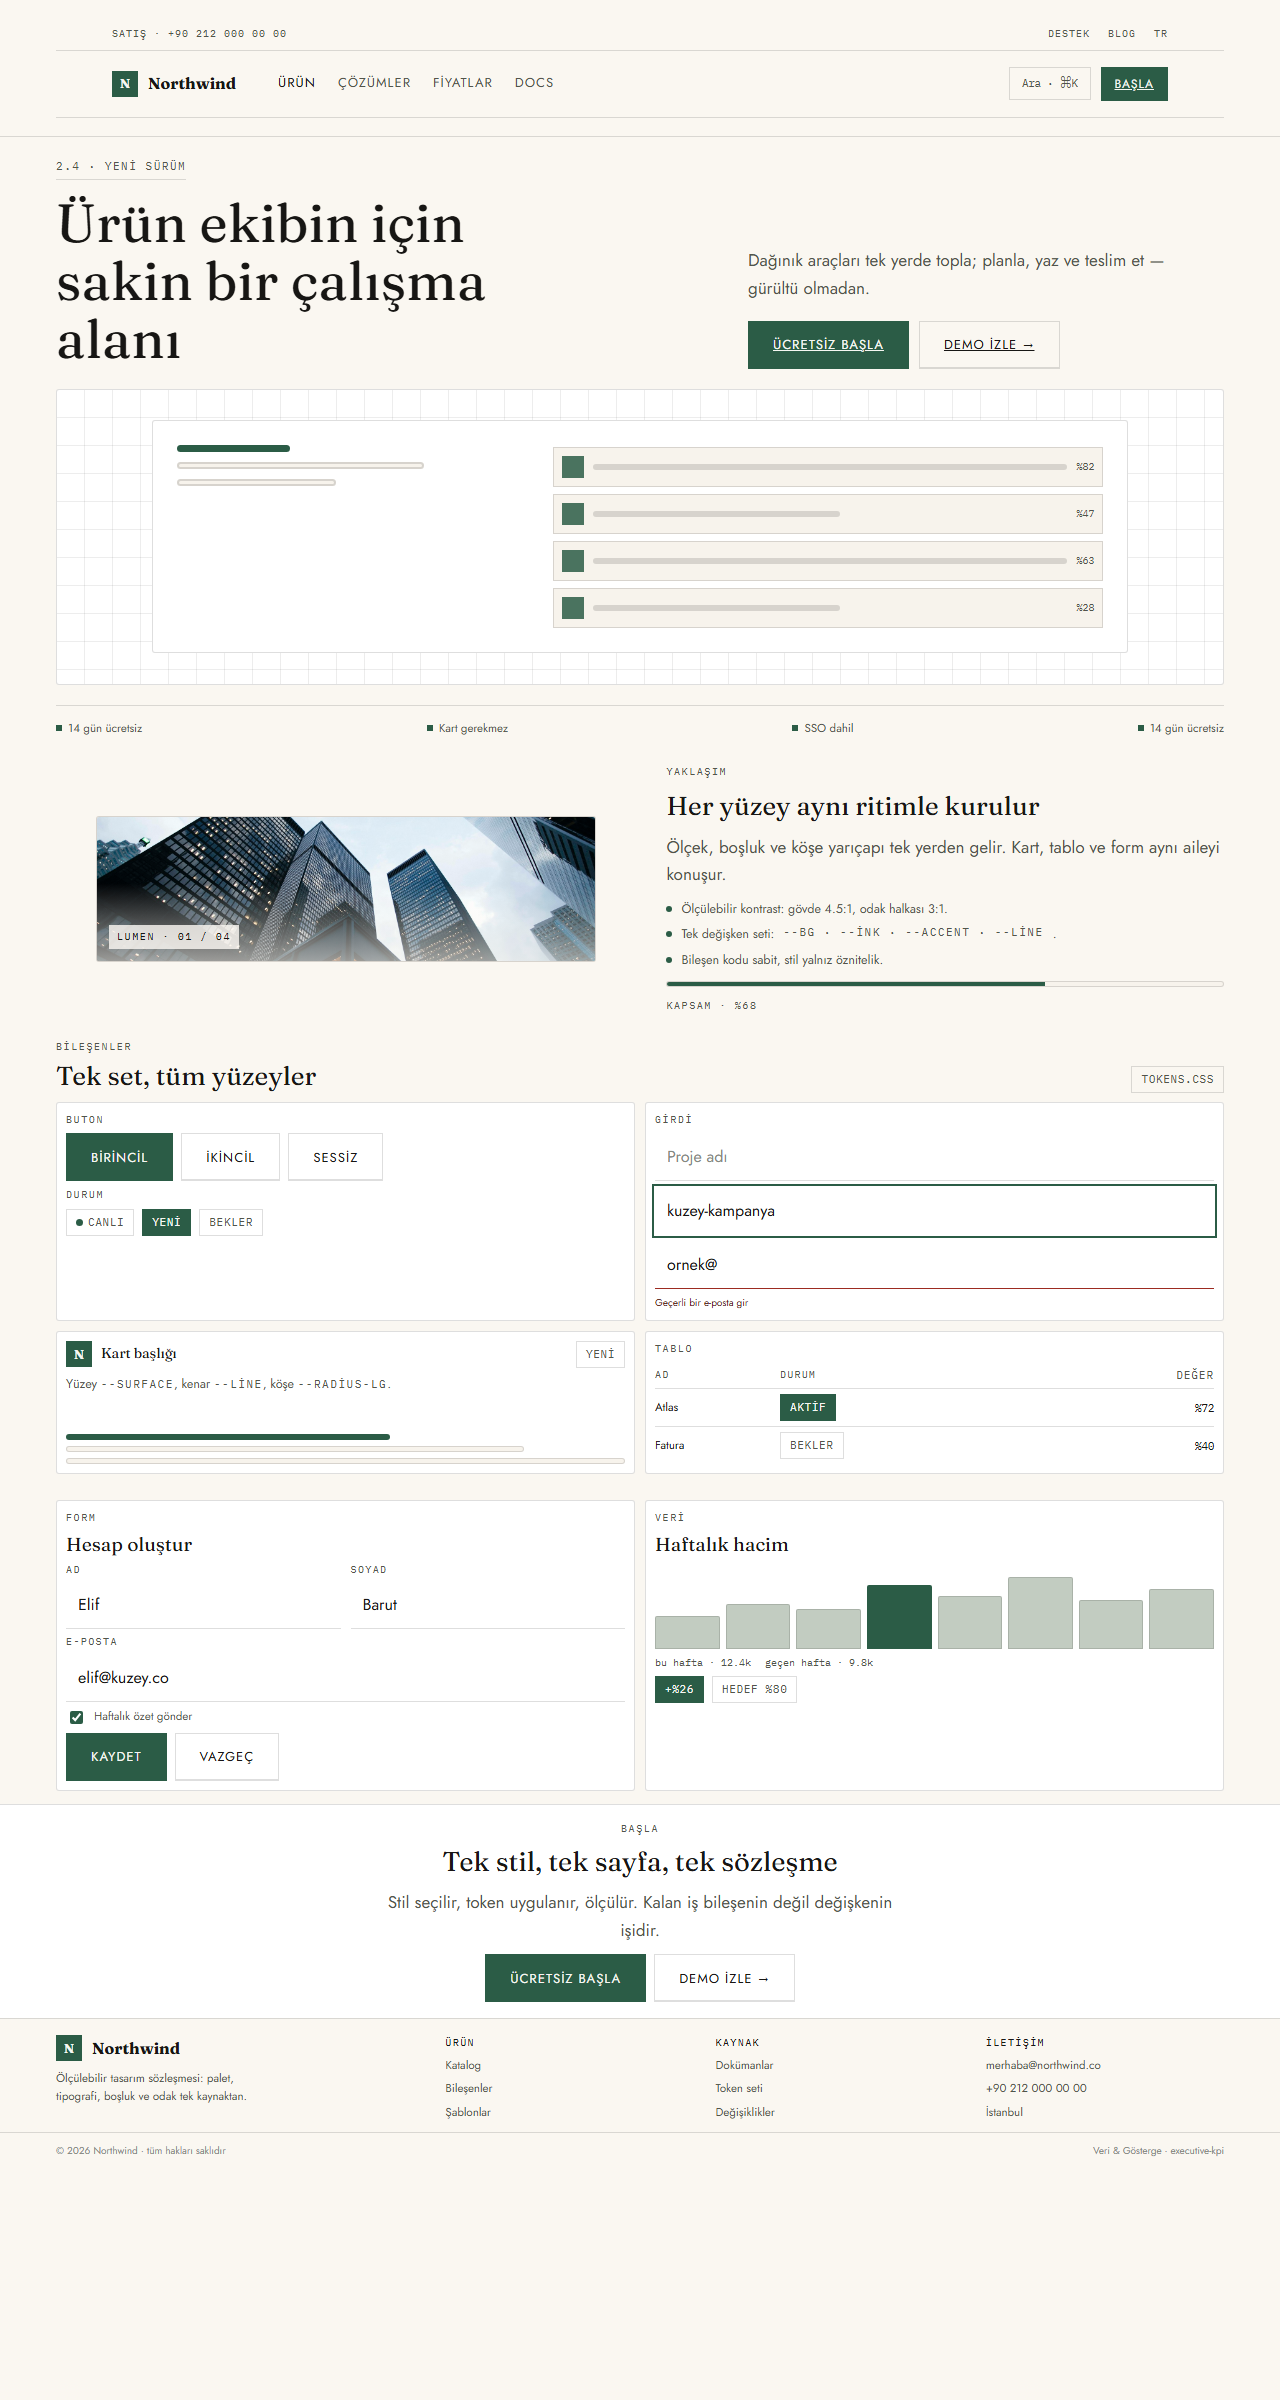 SATIŞ · +90 212 000 00 00
DESTEK BLOG TR
N Northwind ÜRÜN ÇÖZÜMLER FİYATLAR DOCS Ara · ⌘K BAŞLA
2.4 · YENİ SÜRÜM
Ürün ekibin için
sakin bir çalışma
alanı
Dağınık araçları tek yerde topla; planla, yaz ve teslim et —
gürültü olmadan.
ÜCRETSİZ BAŞLA DEMO İZLE →
%82
%47
%63
%28
14 gün ücretsiz Kart gerekmez SSO dahil 14 gün ücretsiz
LUMEN · 01 / 04
YAKLAŞIM
Her yüzey aynı ritimle kurulur
Ölçek, boşluk ve köşe yarıçapı tek yerden gelir. Kart, tablo ve form aynı aileyi
konuşur.
Ölçülebilir kontrast: gövde 4.5:1, odak halkası 3:1.
Tek değişken seti: --BG · --İNK · --ACCENT · --LİNE .
Bileşen kodu sabit, stil yalnız öznitelik.
KAPSAM · %68
BİLEŞENLER
Tek set, tüm yüzeyler
TOKENS.CSS
BUTON
BİRİNCİL İKİNCİL SESSİZ
DURUM
CANLI YENİ BEKLER
GİRDİ
Proje adı
kuzey-kampanya
ornek@
Geçerli bir e-posta gir
N Kart başlığı YENİ
Yüzey --SURFACE, kenar --LİNE, köşe --RADİUS-LG.
TABLO
AD DURUM DEĞER
Atlas AKTİF %72
Fatura BEKLER %40
FORM
Hesap oluştur
AD SOYAD
Elif Barut
E-POSTA
elif@kuzey.co
Haftalık özet gönder
KAYDET VAZGEÇ
VERİ
Haftalık hacim
bu hafta · 12.4k geçen hafta · 9.8k
+%26 HEDEF %80
BAŞLA
Tek stil, tek sayfa, tek sözleşme
Stil seçilir, token uygulanır, ölçülür. Kalan iş bileşenin değil değişkenin
işidir.
ÜCRETSİZ BAŞLA DEMO İZLE →
N Northwind
Ölçülebilir tasarım sözleşmesi: palet,
tipografi, boşluk ve odak tek kaynaktan.
ÜRÜN
Katalog
Bileşenler
Şablonlar
KAYNAK
Dokümanlar
Token seti
Değişiklikler
İLETİŞİM
merhaba@northwind.co
+90 212 000 00 00
İstanbul
© 2026 Northwind · tüm hakları saklıdır
Veri & Gösterge · executive-kpi